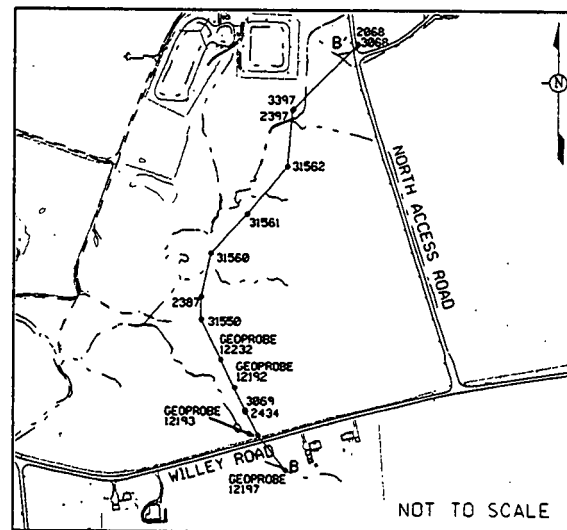 B'
2068
3068
N
3397
2397
31562
NORTH ACCESS ROAD
31561
31560
2387
31550
GEOPROBE
12232
GEOPROBE
12192
3069
2434
GEOPROBE
12193
WILLEY ROAD
B
GEOPROBE
12197
NOT TO SCALE